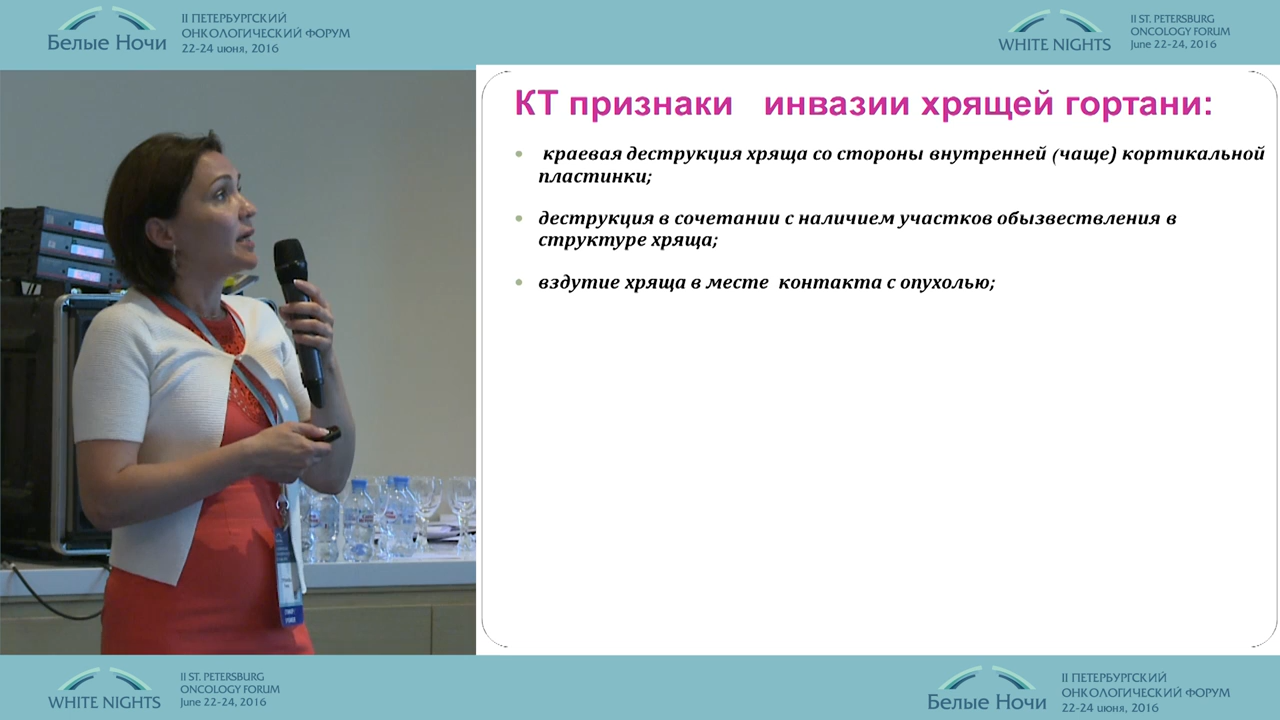 II ПЕТЕРБУРГСКИЙ
ОНКОЛОГИЧЕСКИЙ ФОРУМ
22-24 июня, 2016
Белые Ночи
WHITE NIGHTS
II ST. PETERSBURG
ONCOLOGY FORUM
June 22-24, 2016
КТ признаки инвазии хрящей гортани:
• краевая деструкция хряща со стороны внутренней (чаще) кортикальной
пластинки;
• деструкция в сочетании с наличием участков обызвествления в
структуре хряща;
• вздутие хряща в месте контакта с опухолью;
WHITE NIGHTS
II ST. PETERSBURG
ONCOLOGY FORUM
June 22-24, 2016
Белые Ночи
II ПЕТЕРБУРГСКИЙ
ОНКОЛОГИЧЕСКИЙ ФОРУМ
22-24 июня, 2016